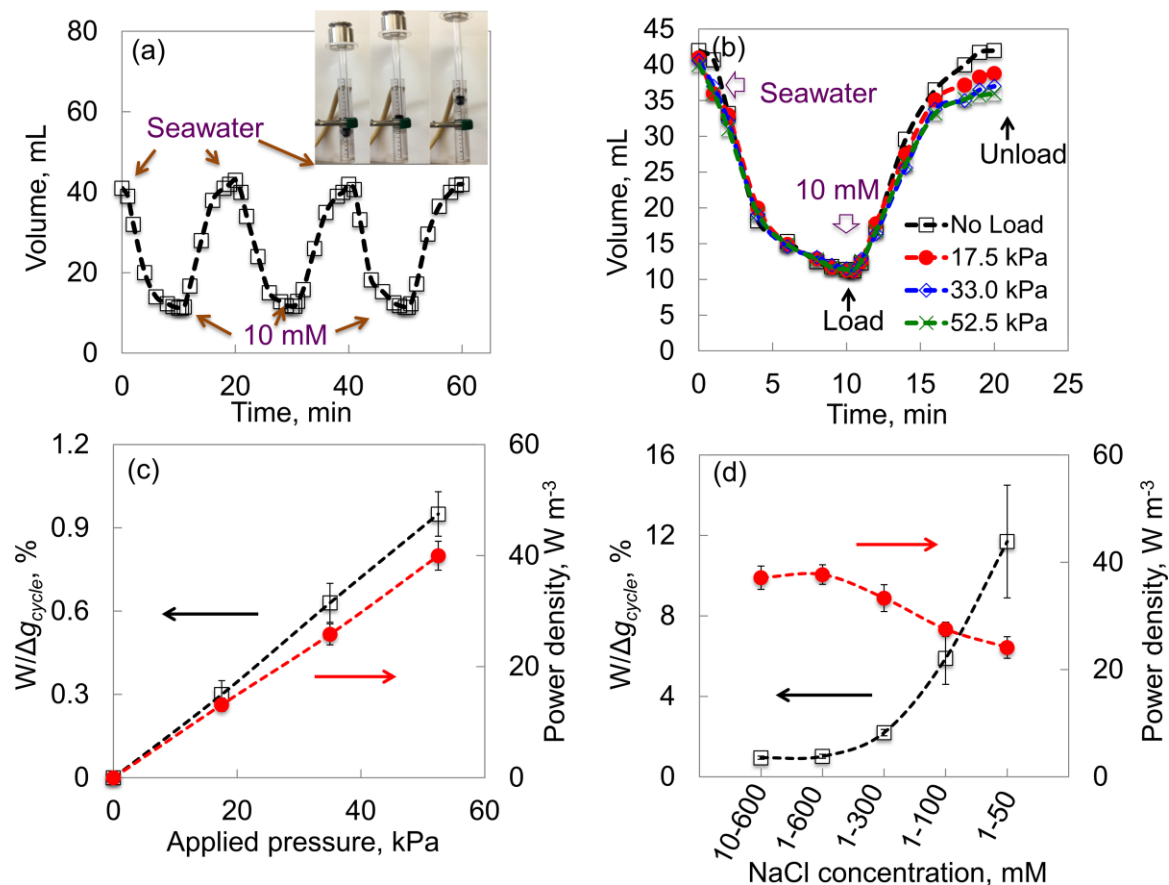 (a)
Volume, mL
80
60
40
20
0
Seawater
10 mM
0 20 40 60
Time, min
(b)
Volume, mL
45
40
35
30
25
20
15
10
5
0
Seawater
Unload
10 mM
Load
No Load
17.5 kPa
33.0 kPa
52.5 kPa
0 5 10 15 20 25
Time, min
(c)
W/Δg_cycle, %
1.2
0.9
0.6
0.3
0
60
40
20
0
Power density, W m⁻³
0 20 40 60
Applied pressure, kPa
(d)
W/Δg_cycle, %
16
12
8
4
0
60
40
20
0
Power density, W m⁻³
10-600
1-600
1-300
1-100
1-50
NaCl concentration, mM